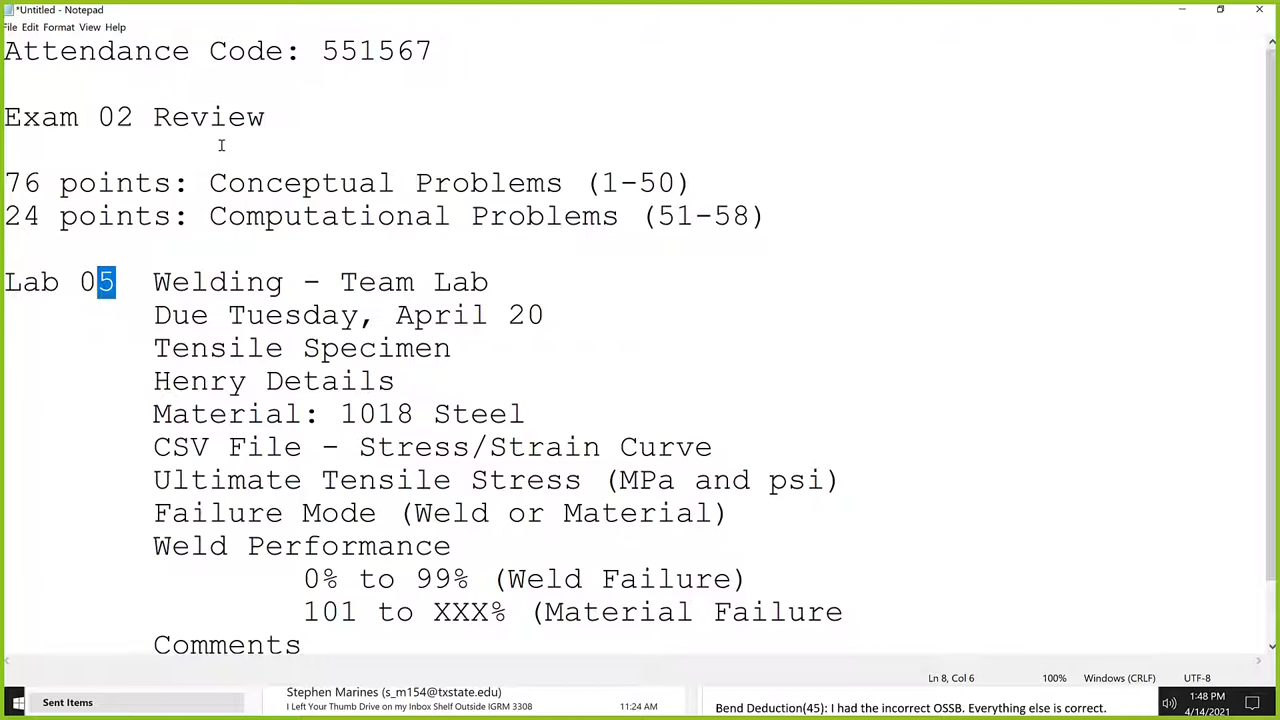 *Untitled - Notepad
File Edit Format View Help
Attendance Code: 551567
Exam 02 Review
76 points: Conceptual Problems (1-50)
24 points: Computational Problems (51-58)
Lab 05 Welding - Team Lab
Due Tuesday, April 20
Tensile Specimen
Henry Details
Material: 1018 Steel
CSV File - Stress/Strain Curve
Ultimate Tensile Stress (MPa and psi)
Failure Mode (Weld or Material)
Weld Performance
0% to 99% (Weld Failure)
101 to XXX% (Material Failure
Comments
Ln 8, Col 6 100% Windows (CRLF) UTF-8
Sent Items
Stephen Marines (s_m154@txstate.edu)
I Left Your Thumb Drive on my Inbox Shelf Outside IGRM 3308 11:24 AM
Bend Deduction(45): I had the incorrect OSSB. Everything else is correct.
1:48 PM
4/14/2021